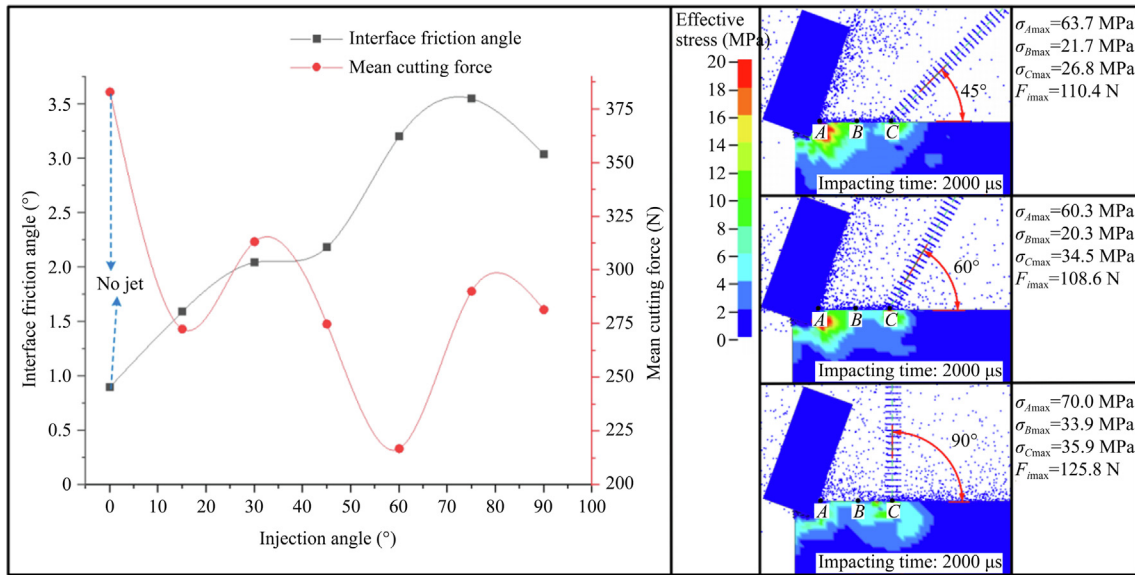 Interface friction angle
Mean cutting force
Interface friction angle (°)
3.5
3.0
2.5
2.0
1.5
1.0
0.5
0
No jet
0 10 20 30 40 50 60 70 80 90 100
Injection angle (°)
375
350
325
300
275
250
225
200
Mean cutting force (N)
Effective
stress (MPa)
20
18
16
14
12
10
8
6
4
2
0
45°
A B C
Impacting time: 2000 μs
σAmax=63.7 MPa
σBmax=21.7 MPa
σCmax=26.8 MPa
Fimax=110.4 N
60°
A B C
Impacting time: 2000 μs
σAmax=60.3 MPa
σBmax=20.3 MPa
σCmax=34.5 MPa
Fimax=108.6 N
90°
A B C
Impacting time: 2000 μs
σAmax=70.0 MPa
σBmax=33.9 MPa
σCmax=35.9 MPa
Fimax=125.8 N